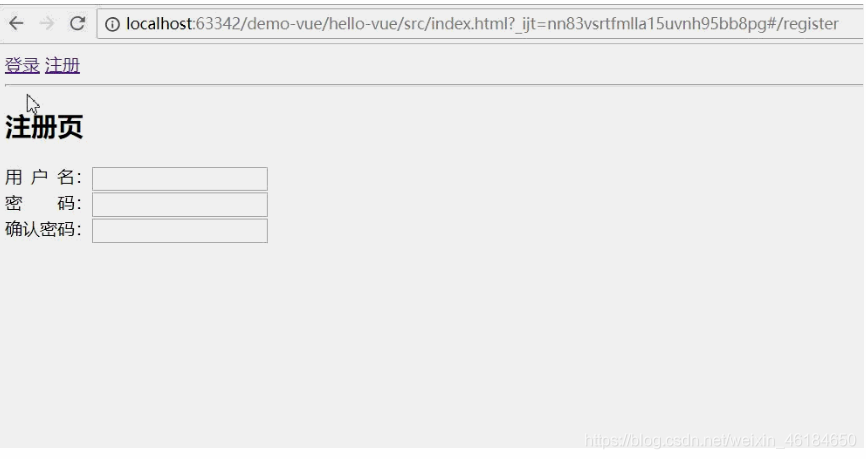 localhost:63342/demo-vue/hello-vue/src/index.html?_ijt=nn83vsrtfmlla15uvnh95bb8pg#/register
登录 注册
注册页
用 户 名：
密 码：
确认密码：
https://blog.csdn.net/weixin_46184650